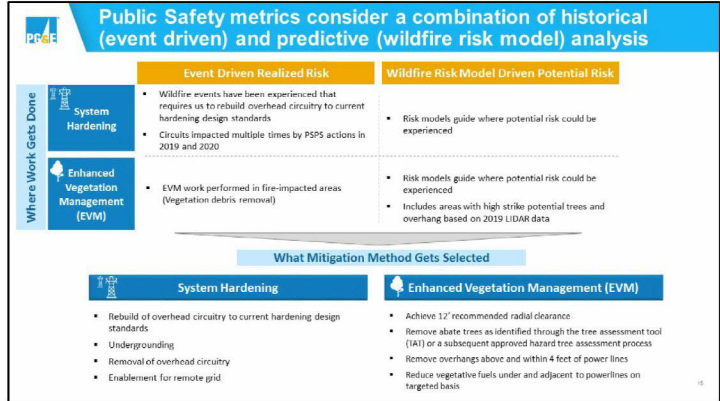 PG&E
Public Safety metrics consider a combination of historical
(event driven) and predictive (wildfire risk model) analysis
Event Driven Realized Risk
Wildfire Risk Model Driven Potential Risk
Where Work Gets Done
System
Hardening
▪ Wildfire events have been experienced that
requires us to rebuild overhead circuitry to current
hardening design standards
▪ Circuits impacted multiple times by PSPS actions in
2019 and 2020
▪ Risk models guide where potential risk could be
experienced
Enhanced
Vegetation
Management
(EVM)
▪ EVM work performed in fire-impacted areas
(Vegetation debris removal)
▪ Risk models guide where potential risk could be
experienced
▪ Includes areas with high strike potential trees and
overhang based on 2019 LIDAR data
What Mitigation Method Gets Selected
System Hardening
▪ Rebuild of overhead circuitry to current hardening design
standards
▪ Undergrounding
▪ Removal of overhead circuitry
▪ Enablement for remote grid
Enhanced Vegetation Management (EVM)
▪ Achieve 12' recommended radial clearance
▪ Remove abate trees as identified through the tree assessment tool
(TAT) or a subsequent approved hazard tree assessment process
▪ Remove overhangs above and within 4 feet of power lines
▪ Reduce vegetative fuels under and adjacent to powerlines on
targeted basis
15